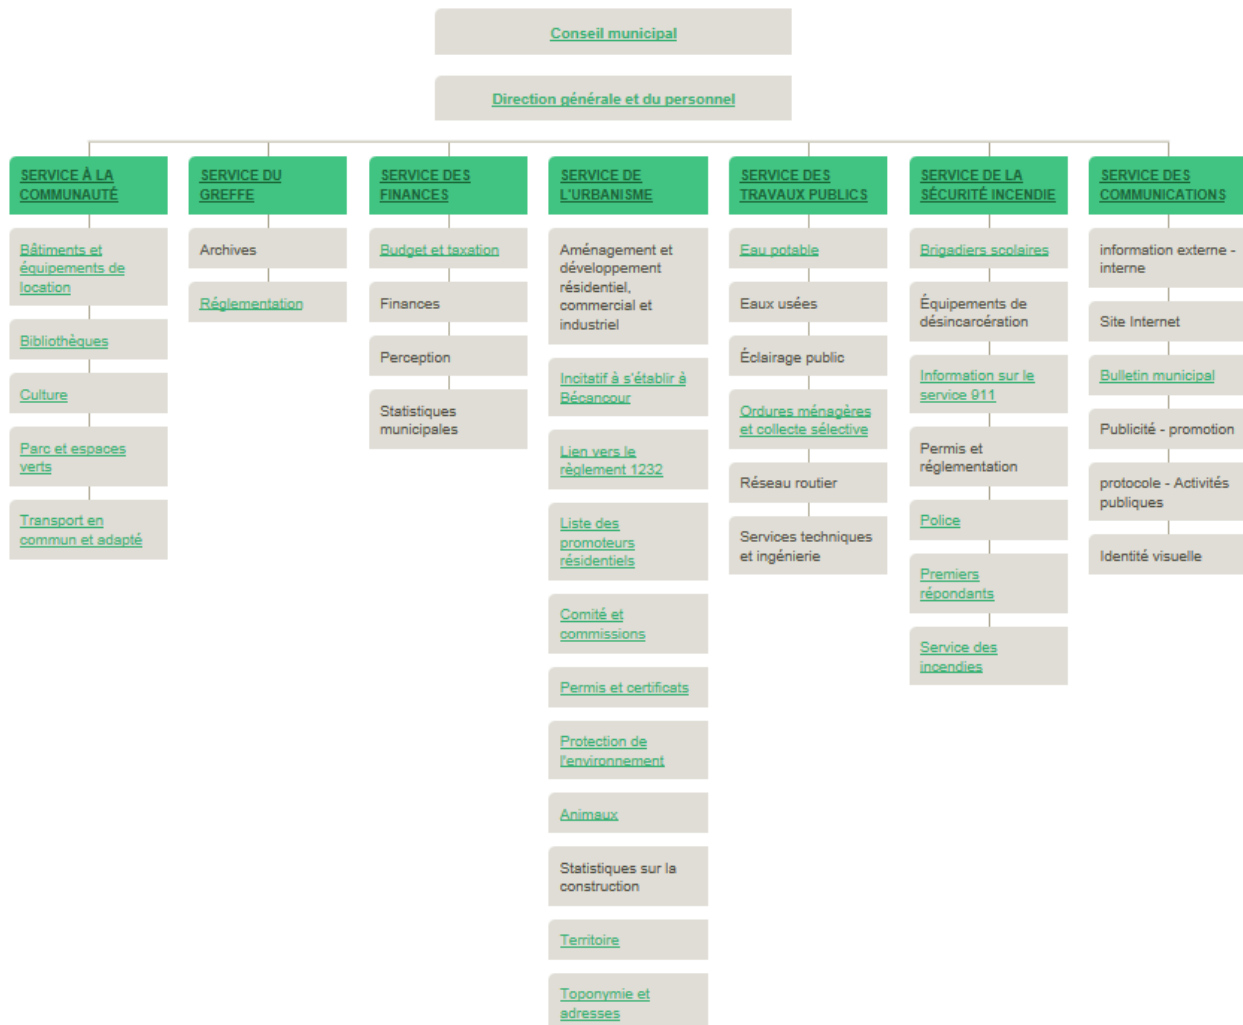 Conseil municipal
Direction générale et du personnel
SERVICE À LA
COMMUNAUTÉ
Bâtiments et
équipements de
location
Bibliothèques
Culture
Parc et espaces
verts
Transport en
commun et adapté
SERVICE DU
GREFFE
Archives
Réglementation
SERVICE DES
FINANCES
Budget et taxation
Finances
Perception
Statistiques
municipales
SERVICE DE
L'URBANISME
Aménagement et
développement
résidentiel,
commercial et
industriel
Incitatif à s'établir à
Bécancour
Lien vers le
règlement 1232
Liste des
promoteurs
résidentiels
Comité et
commissions
Permis et certificats
Protection de
l'environnement
Animaux
Statistiques sur la
construction
Territoire
Toponymie et
adresses
SERVICE DES
TRAVAUX PUBLICS
Eau potable
Eaux usées
Éclairage public
Ordures ménagères
et collecte sélective
Réseau routier
Services techniques
et ingénierie
SERVICE DE LA
SÉCURITÉ INCENDIE
Brigadiers scolaires
Équipements de
désincarcération
Information sur le
service 911
Permis et
réglementation
Police
Premiers
répondants
Service des
incendies
SERVICE DES
COMMUNICATIONS
information externe -
interne
Site Internet
Bulletin municipal
Publicité - promotion
protocole - Activités
publiques
Identité visuelle